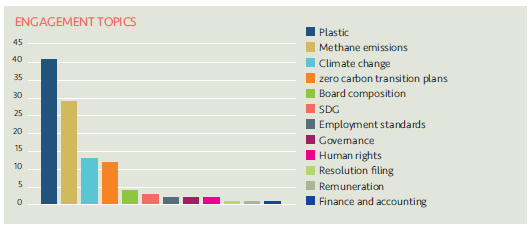 ENGAGEMENT TOPICS
45
40
35
30
25
20
15
10
5
0
Plastic
Methane emissions
Climate change
zero carbon transition plans
Board composition
SDG
Employment standards
Governance
Human rights
Resolution filing
Remuneration
Finance and accounting